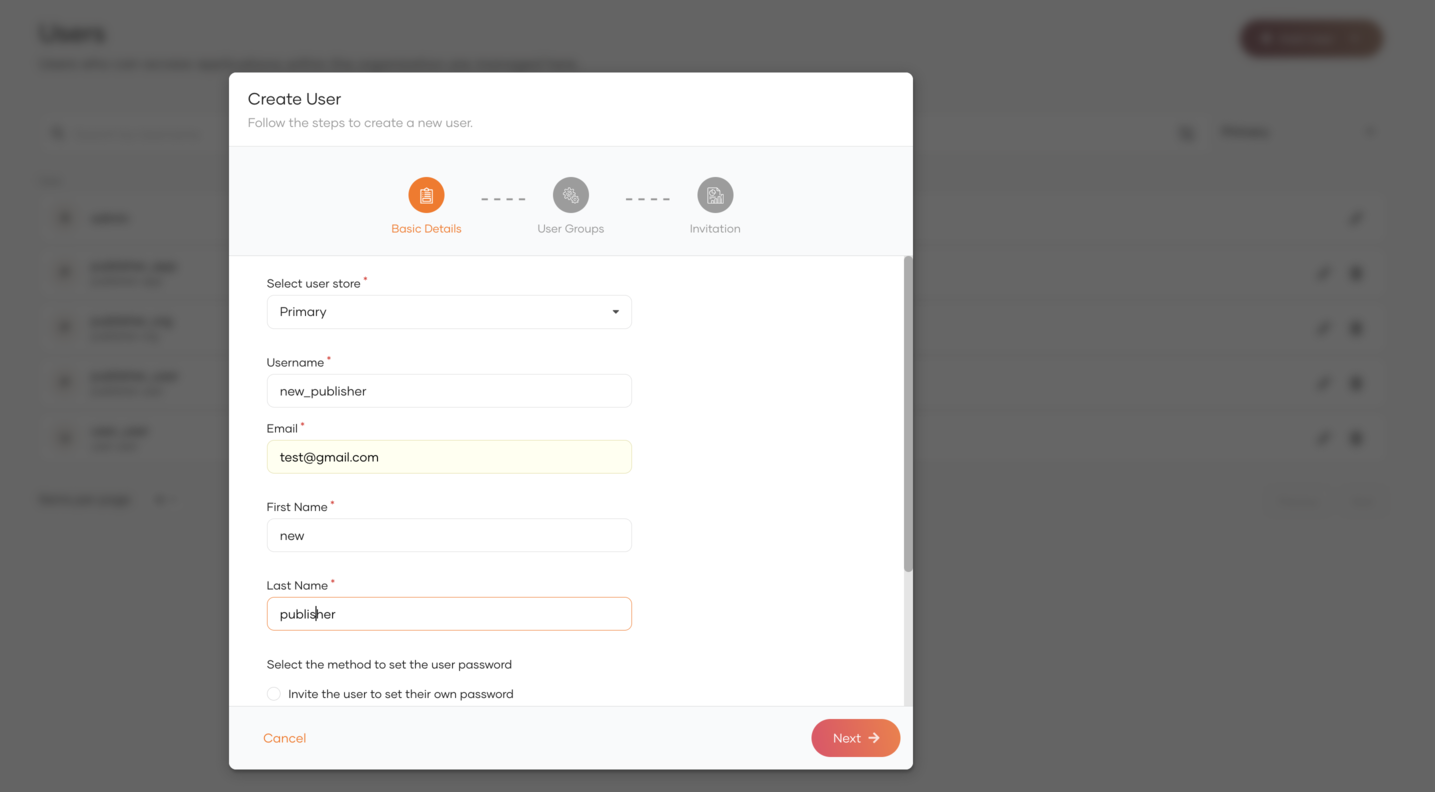 Users
Create User
Follow the steps to create a new user.
Basic Details
User Groups
Invitation
Select user store *
Primary
Username *
new_publisher
Email *
test@gmail.com
First Name *
new
Last Name *
publisher
Select the method to set the user password
Invite the user to set their own password
Cancel
Next →
Primary